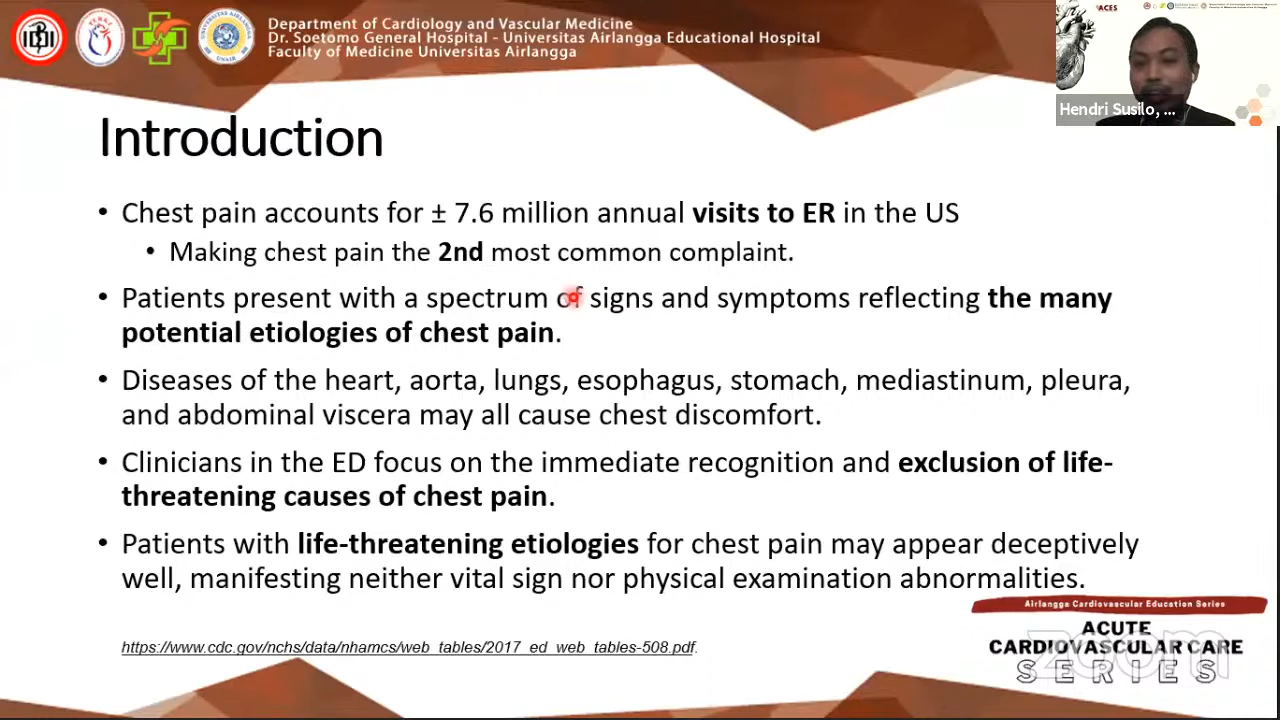 Department of Cardiology and Vascular Medicine
Dr. Soetomo General Hospital - Universitas Airlangga Educational Hospital
Faculty of Medicine Universitas Airlangga
ACES
Hendri Susilo, ...
Introduction
• Chest pain accounts for ± 7.6 million annual visits to ER in the US
• Making chest pain the 2nd most common complaint.
• Patients present with a spectrum of signs and symptoms reflecting the many
potential etiologies of chest pain.
• Diseases of the heart, aorta, lungs, esophagus, stomach, mediastinum, pleura,
and abdominal viscera may all cause chest discomfort.
• Clinicians in the ED focus on the immediate recognition and exclusion of life-
threatening causes of chest pain.
• Patients with life-threatening etiologies for chest pain may appear deceptively
well, manifesting neither vital sign nor physical examination abnormalities.
https://www.cdc.gov/nchs/data/nhamcs/web_tables/2017_ed_web_tables-508.pdf.
Airlangga Cardiovascular Education Series
ACUTE
CARDIOVASCULAR CARE
SERIES
zoom